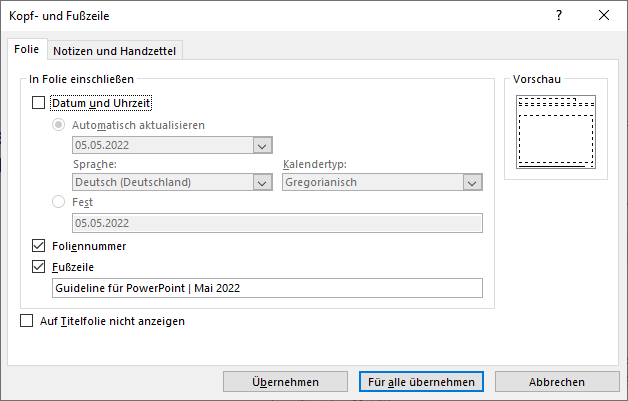 Kopf- und Fußzeile
Folie Notizen und Handzettel
In Folie einschließen
Datum und Uhrzeit
Automatisch aktualisieren
05.05.2022
Sprache: Kalendertyp:
Deutsch (Deutschland) Gregorianisch
Fest
05.05.2022
Foliennummer
Fußzeile
Guideline für PowerPoint | Mai 2022
Auf Titelfolie nicht anzeigen
Vorschau
Übernehmen Für alle übernehmen Abbrechen